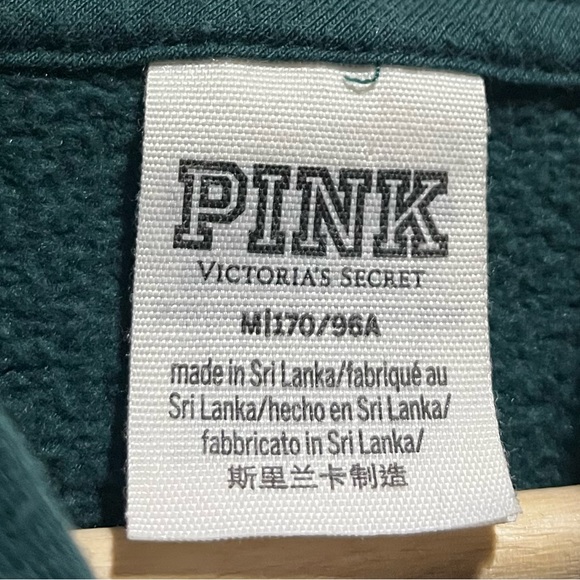 PINK
VICTORIA'S SECRET
M|170/96A
made in Sri Lanka/fabriqué au
Sri Lanka/hecho en Sri Lanka/
fabbricato in Sri Lanka/
斯里兰卡制造